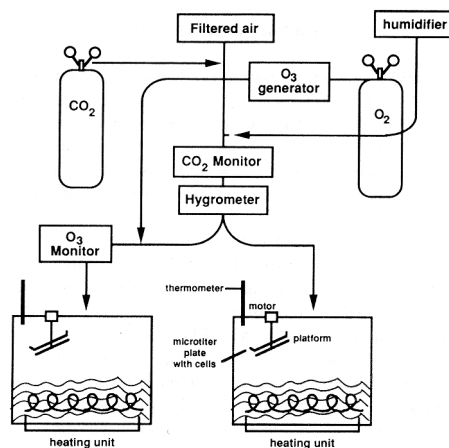 Filtered air
humidifier
O3
generator
CO2
O2
CO2 Monitor
Hygrometer
O3
Monitor
thermometer
motor
microtiter
plate
with cells
platform
heating unit
heating unit